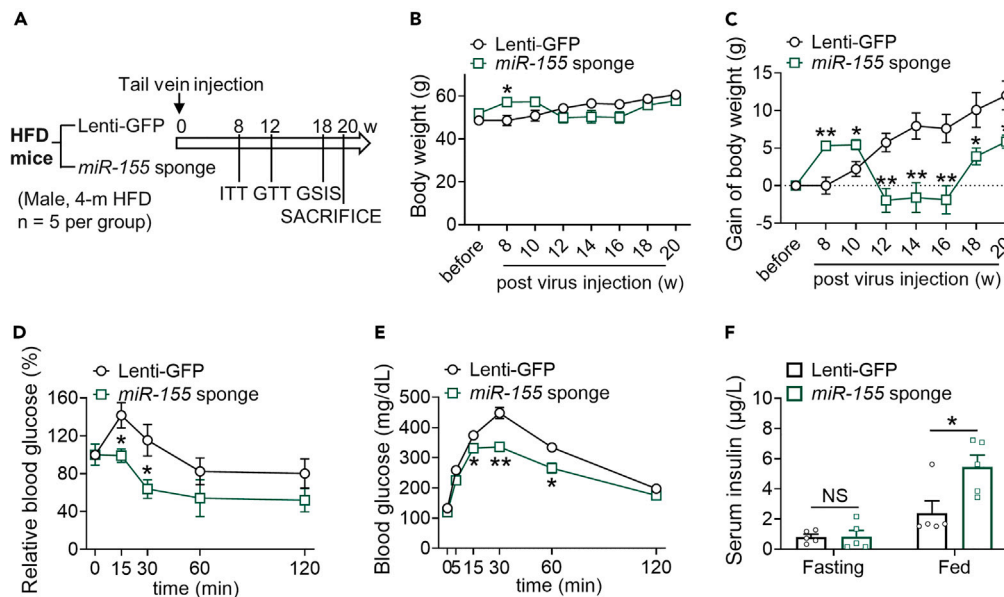 A
Tail vein injection
HFD mice
Lenti-GFP
miR-155 sponge
0 8 12 18 20 w
ITT GTT GSIS
SACRIFICE
(Male, 4-m HFD
n = 5 per group)
B
Lenti-GFP
miR-155 sponge
Body weight (g)
60
40
20
0
*
before 8 10 12 14 16 18 20
post virus injection (w)
C
Lenti-GFP
miR-155 sponge
Gain of body weight (g)
15
10
5
0
-5
** *
** ** **
*
before 8 10 12 14 16 18 20
post virus injection (w)
D
Lenti-GFP
miR-155 sponge
Relative blood glucose (%)
160
120
80
40
0
*
*
0 15 30 60 120
time (min)
E
Lenti-GFP
miR-155 sponge
Blood glucose (mg/dL)
500
400
300
200
100
0
* **
*
0 5 15 30 60 120
time (min)
F
Lenti-GFP
miR-155 sponge
Serum insulin (µg/L)
10
8
6
4
2
0
NS
*
Fasting Fed